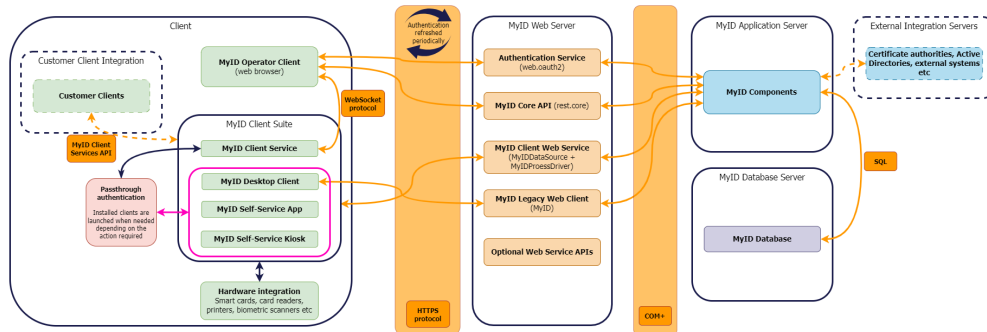 Client
Customer Client Integration
Customer Clients
MyID Client
Services API
MyID Operator Client
(web browser)
WebSocket
protocol
MyID Client Suite
MyID Client Service
MyID Desktop Client
MyID Self-Service App
MyID Self-Service Kiosk
Passthrough
authentication
Installed clients are
launched when needed
depending on the
action required
Hardware integration
Smart cards, card readers,
printers, biometric scanners etc
Authentication
refreshed
periodically
HTTPS
protocol
MyID Web Server
Authentication Service
(web.oauth2)
MyID Core API (rest.core)
MyID Client Web Service
(MyIDDataSource +
MyIDProessDriver)
MyID Legacy Web Client
(MyID)
Optional Web Service APIs
COM+
MyID Application Server
MyID Components
External Integration Servers
Certificate authorities, Active
Directories, external systems
etc
SQL
MyID Database Server
MyID Database